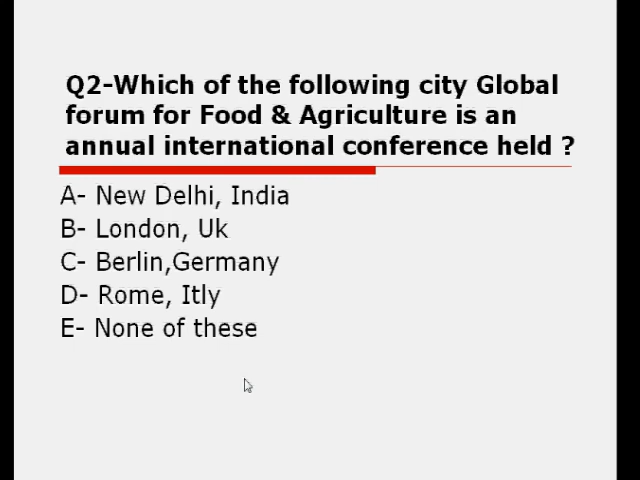 Q2-Which of the following city Global
forum for Food & Agriculture is an
annual international conference held ?
A- New Delhi, India
B- London, Uk
C- Berlin,Germany
D- Rome, Itly
E- None of these